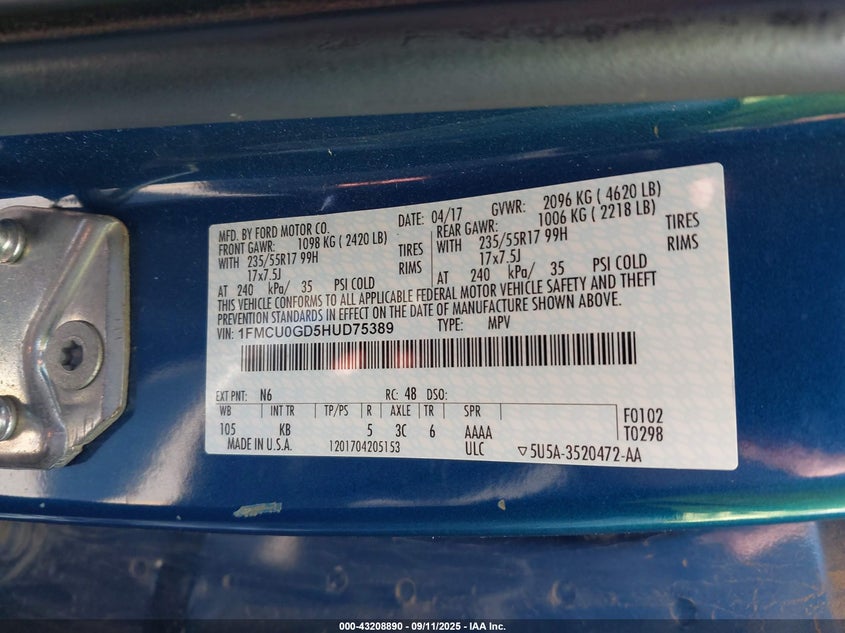 MFD. BY FORD MOTOR CO. DATE: 04/17 GVWR: 2096 KG ( 4620 LB)
FRONT GAWR: 1098 KG ( 2420 LB) REAR GAWR: 1006 KG ( 2218 LB)
WITH 235/55R17 99H TIRES WITH 235/55R17 99H TIRES
17x7.5J RIMS 17x7.5J RIMS
AT 240 kPa/ 35 PSI COLD AT 240 kPa/ 35 PSI COLD
THIS VEHICLE CONFORMS TO ALL APPLICABLE FEDERAL MOTOR VEHICLE SAFETY AND THEFT
PREVENTION STANDARDS IN EFFECT ON THE DATE OF MANUFACTURE SHOWN ABOVE.
VIN: 1FMCU0GD5HUD75389 TYPE: MPV
EXT PNT: N6 RC: 48 DSO:
WB INT TR TP/PS R AXLE TR SPR F0102
105 KB 5 3C 6 AAAA T0298
MADE IN U.S.A. 1201704205153 ULC ▽5U5A-3520472-AA
000-43208890 - 09/11/2025 - IAA Inc.